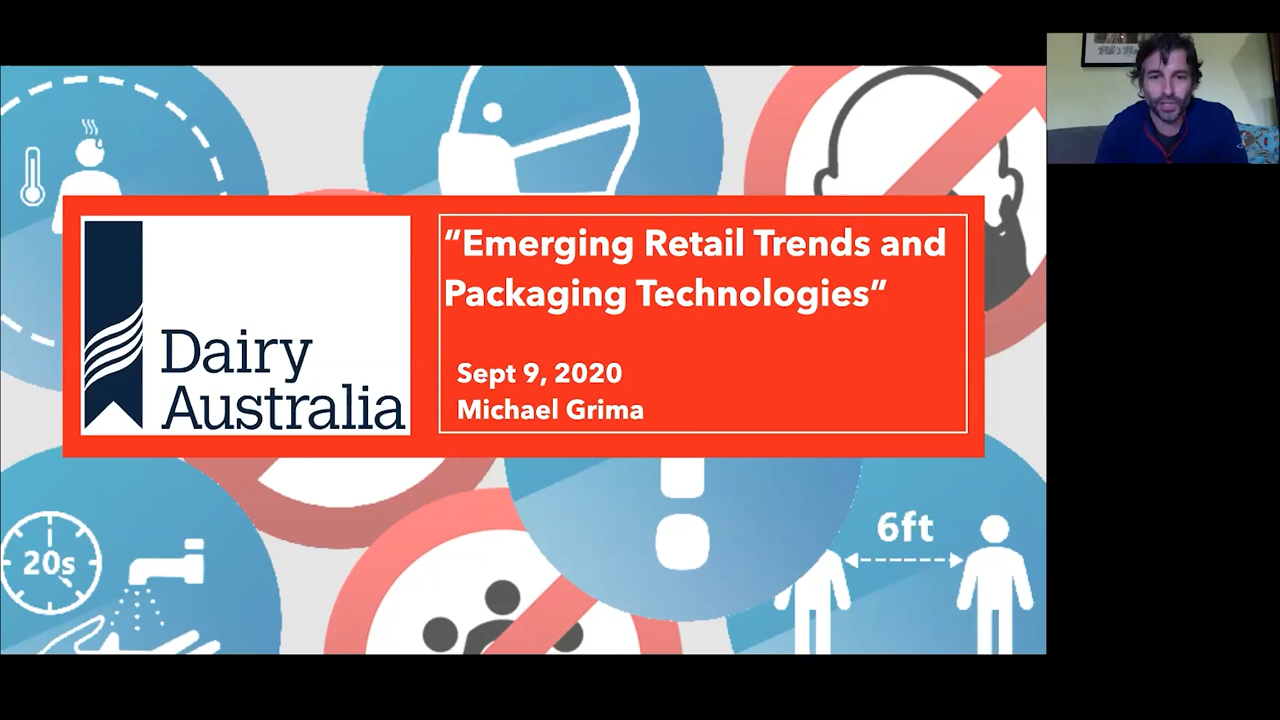 “Emerging Retail Trends and
Packaging Technologies”
Sept 9, 2020
Michael Grima
Dairy
Australia
6ft
20s